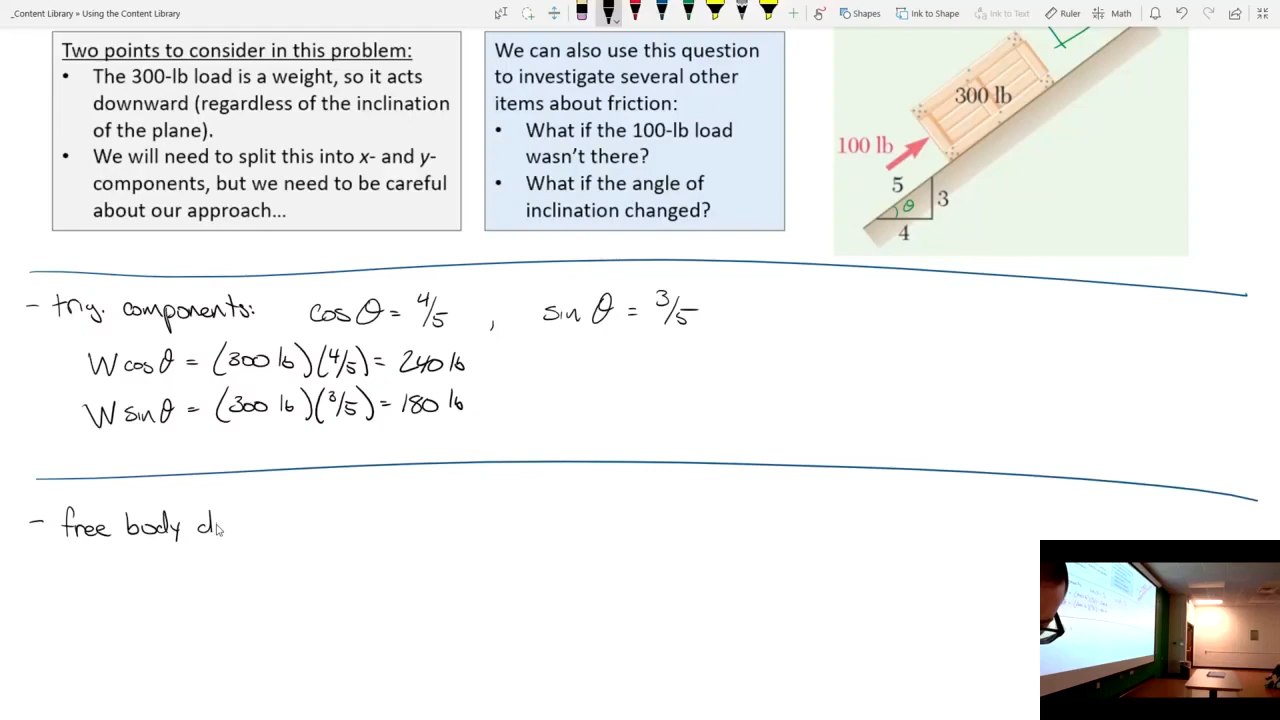 _Content Library » Using the Content Library
Shapes
Ink to Shape
Ink to Text
Ruler
Math
Two points to consider in this problem:
• The 300-lb load is a weight, so it acts
downward (regardless of the inclination
of the plane).
• We will need to split this into x- and y-
components, but we need to be careful
about our approach...
We can also use this question
to investigate several other
items about friction:
• What if the 100-lb load
wasn't there?
• What if the angle of
inclination changed?
300 lb
100 lb
5
θ
3
4
- trig. components: cos θ = 4/5 , sin θ = 3/5
W cos θ = (300 lb)(4/5) = 240 lb
W sin θ = (300 lb)(3/5) = 180 lb
- free body d